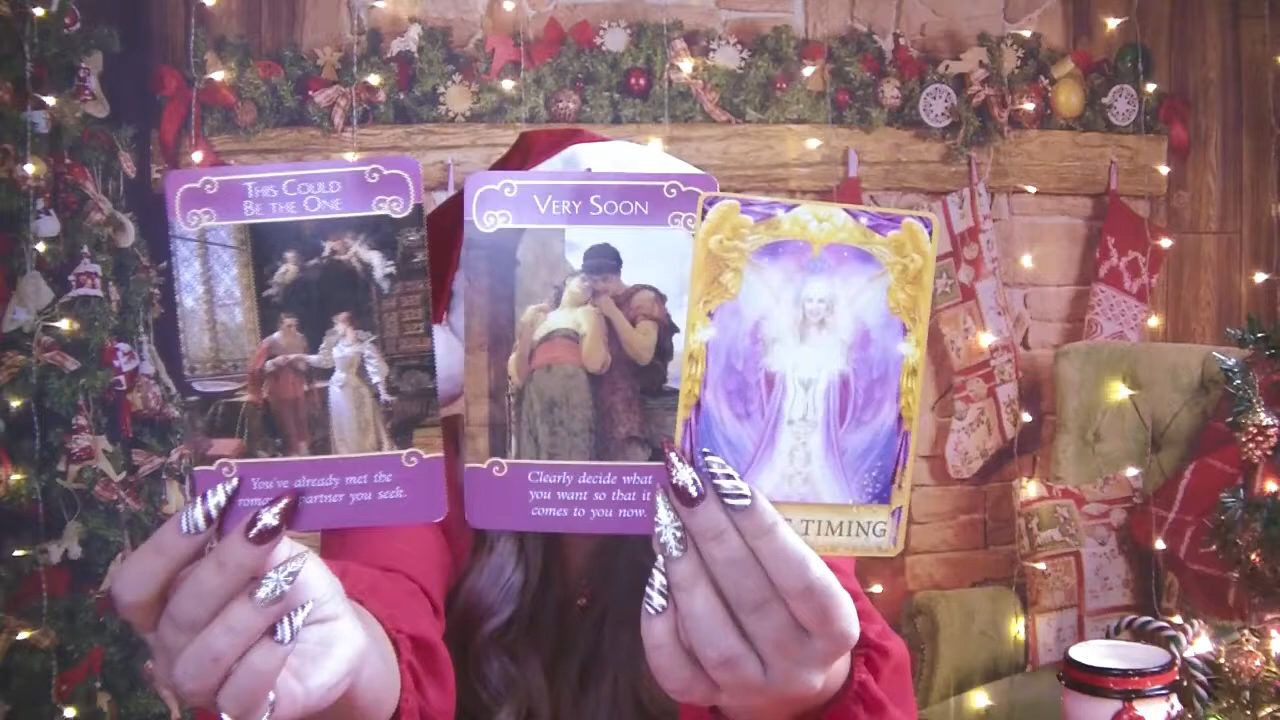 THIS COULD
BE THE ONE
You've already met the
partner you seek.
VERY SOON
Clearly decide what
you want so that it
comes to you now.
TIMING